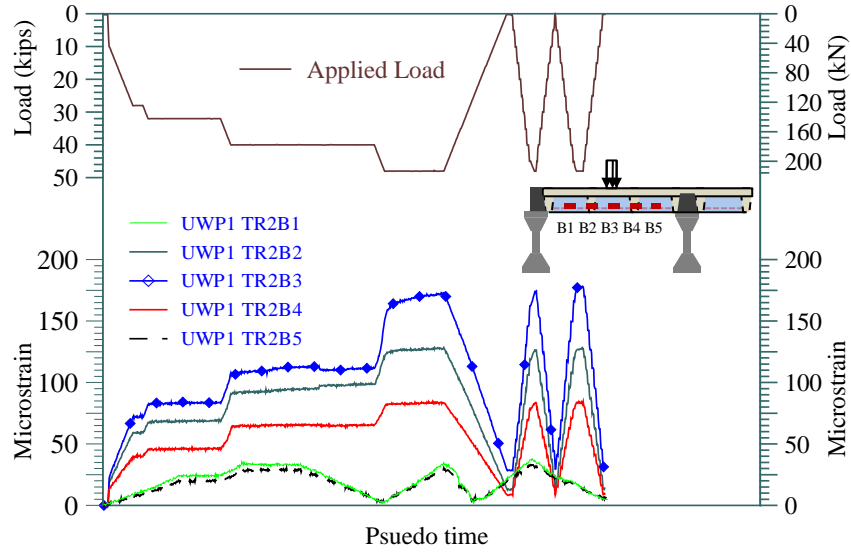 0
10
20
30
40
50
Load (kips)
Applied Load
0
40
80
120
160
200
Load (kN)
B1 B2 B3 B4 B5
UWP1 TR2B1
UWP1 TR2B2
UWP1 TR2B3
UWP1 TR2B4
UWP1 TR2B5
200
150
100
50
0
Microstrain
200
150
100
50
0
Microstrain
Psuedo time